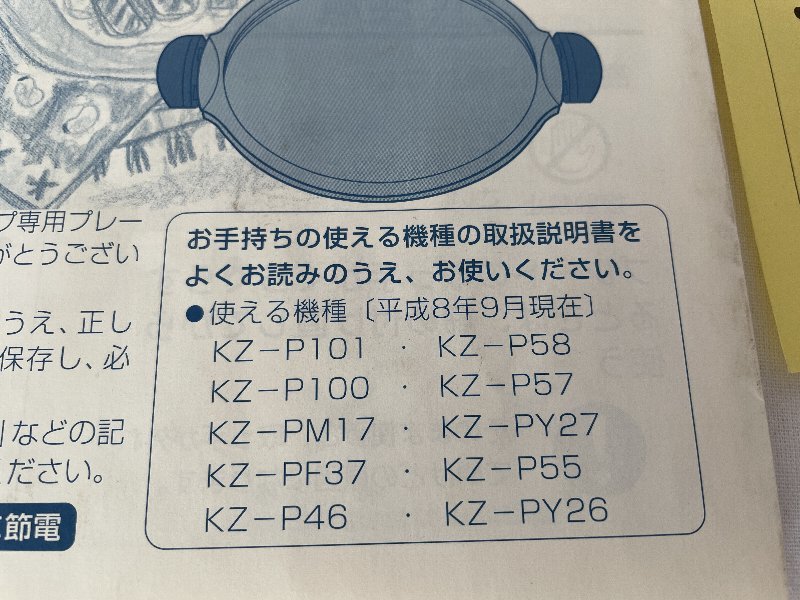 プ専用プレー
がとうござい
うえ、正し
保存し、必
などの記
ください。
節電
お手持ちの使える機種の取扱説明書を
よくお読みのうえ、お使いください。
●使える機種〔平成8年9月現在〕
KZ－P101 ・ KZ－P58
KZ－P100 ・ KZ－P57
KZ－PM17 ・ KZ－PY27
KZ－PF37 ・ KZ－P55
KZ－P46 ・ KZ－PY26